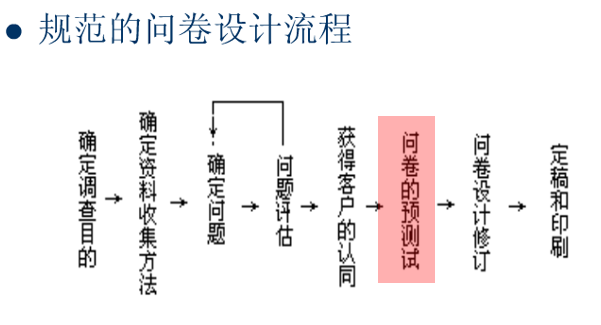 规范的问卷设计流程
确定调查目的
确定资料收集方法
确定问题
问题评估
获得客户的认同
问卷的预测试
问卷设计修订
定稿和印刷